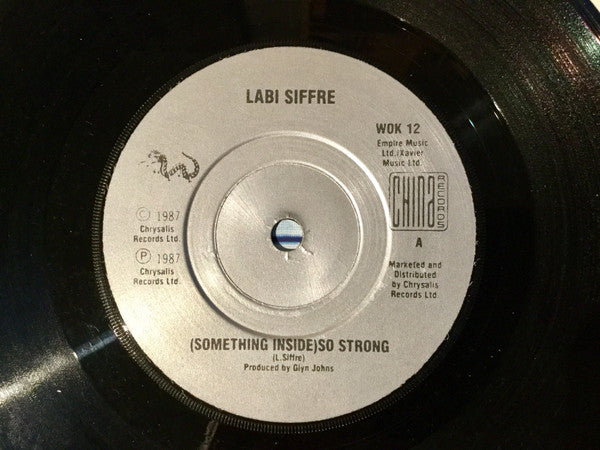 LABI SIFFRE
WOK 12
Empire Music
Ltd./Xavier
Music Ltd.
CHINA
RECORDS
A
© 1987
Chrysalis
Records Ltd.
℗ 1987
Chrysalis
Records Ltd.
Marketed and
Distributed
by Chrysalis
Records Ltd.
(SOMETHING INSIDE)SO STRONG
(L.Siffre)
Produced by Glyn Johns